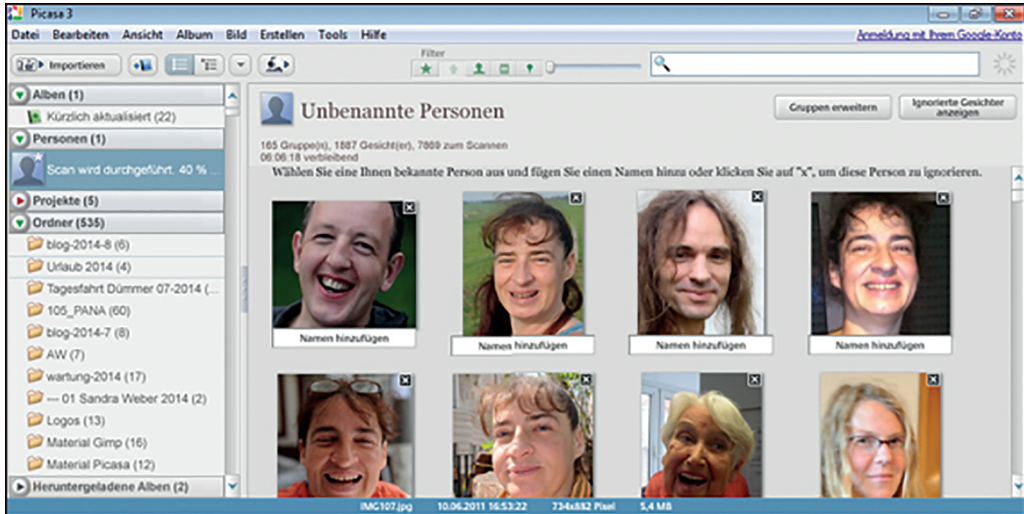 Picasa 3
Datei Bearbeiten Ansicht Album Bild Erstellen Tools Hilfe
Anmeldung mit Ihrem Google-Konto
Importieren
Filter
Alben (1)
Kürzlich aktualisiert (22)
Personen (1)
Scan wird durchgeführt. 40 % ...
Projekte (5)
Ordner (535)
blog-2014-8 (6)
Urlaub 2014 (4)
Tagesfahrt Dümmer 07-2014 (...
105_PANA (60)
blog-2014-7 (8)
AW (7)
wartung-2014 (17)
--- 01 Sandra Weber 2014 (2)
Logos (13)
Material Gimp (16)
Material Picasa (12)
Heruntergeladene Alben (2)
Unbenannte Personen
Gruppen erweitern
Ignorierte Gesichter
anzeigen
165 Gruppe(n), 1887 Gesicht(er), 7869 zum Scannen
06:06:18 verbleibend
Wählen Sie eine Ihnen bekannte Person aus und fügen Sie einen Namen hinzu oder klicken Sie auf "x", um diese Person zu ignorieren.
Namen hinzufügen
Namen hinzufügen
Namen hinzufügen
Namen hinzufügen
IMG107.jpg 10.06.2011 16:53:22 734x882 Pixel 5,4 MB